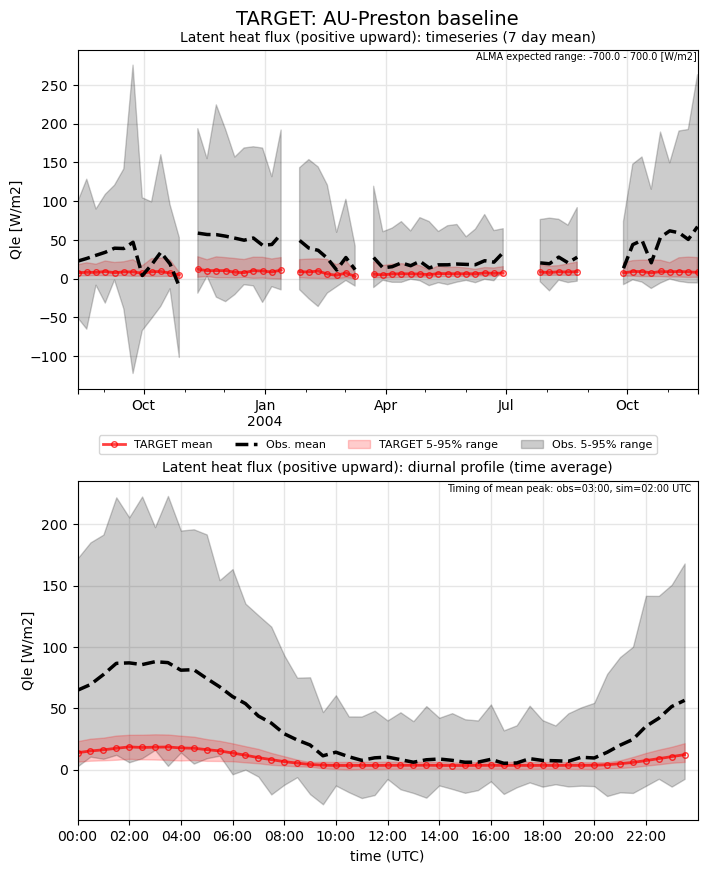 TARGET: AU-Preston baseline
Latent heat flux (positive upward): timeseries (7 day mean)
ALMA expected range: -700.0 - 700.0 [W/m2]
Qle [W/m2]
250
200
150
100
50
0
−50
−100
Oct
Jan
2004
Apr
Jul
Oct
TARGET mean
Obs. mean
TARGET 5-95% range
Obs. 5-95% range
Latent heat flux (positive upward): diurnal profile (time average)
Timing of mean peak: obs=03:00, sim=02:00 UTC
Qle [W/m2]
200
150
100
50
0
00:00
02:00
04:00
06:00
08:00
10:00
12:00
14:00
16:00
18:00
20:00
22:00
time (UTC)